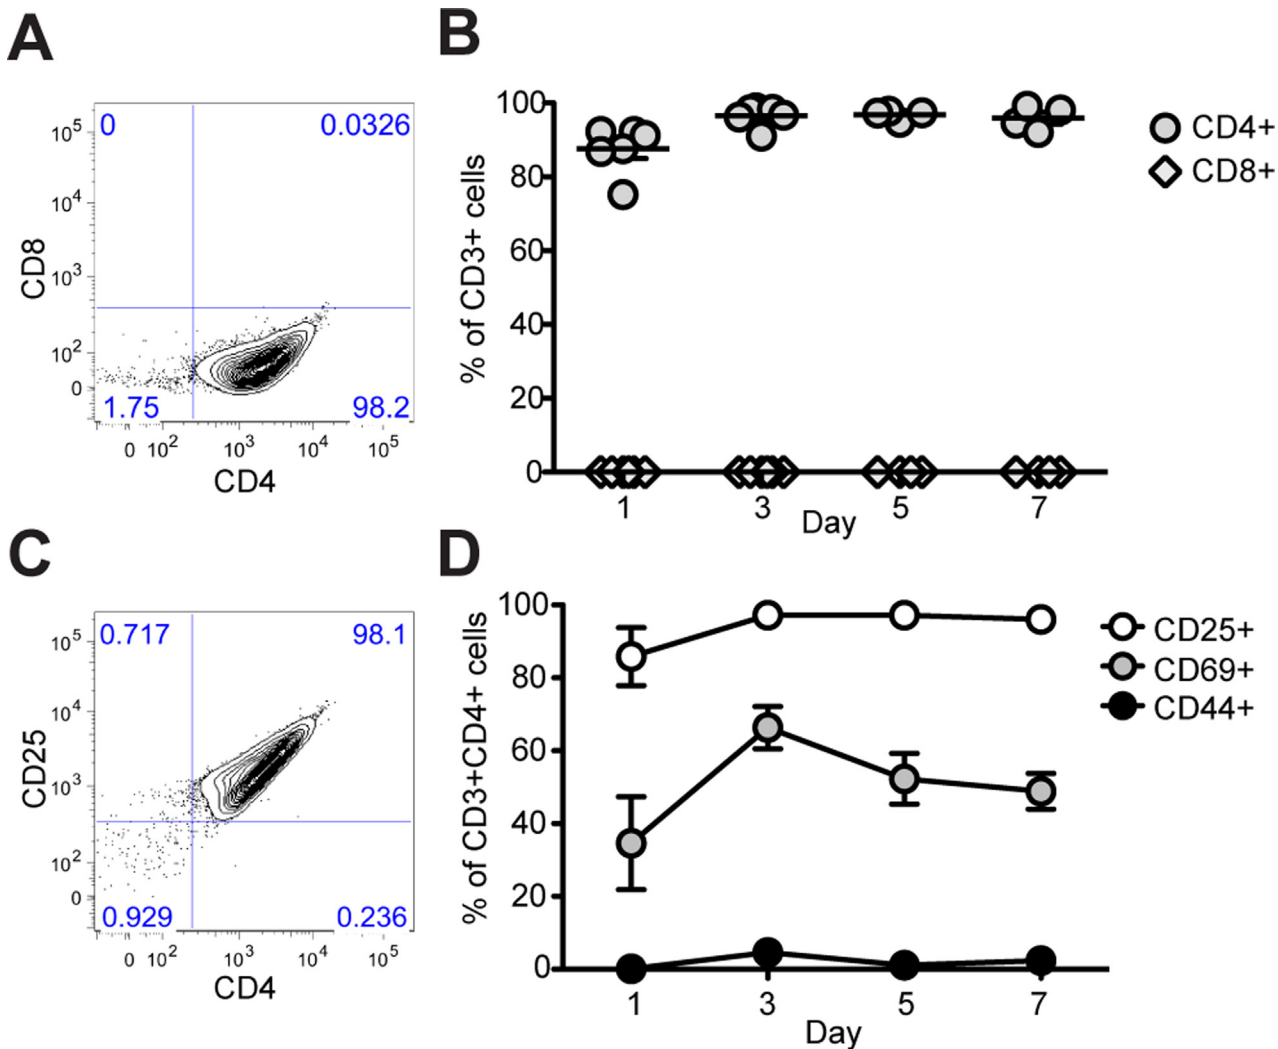 A
0
0.0326
10^5
10^4
10^3
10^2
0
CD8
1.75
98.2
0 10^2 10^3 10^4 10^5
CD4
B
100
80
60
40
20
0
% of CD3+ cells
1 3 5 7
Day
CD4+
CD8+
C
0.717
98.1
10^5
10^4
10^3
10^2
0
CD25
0.929
0.236
0 10^2 10^3 10^4 10^5
CD4
D
100
80
60
40
20
0
% of CD3+CD4+ cells
1 3 5 7
Day
CD25+
CD69+
CD44+